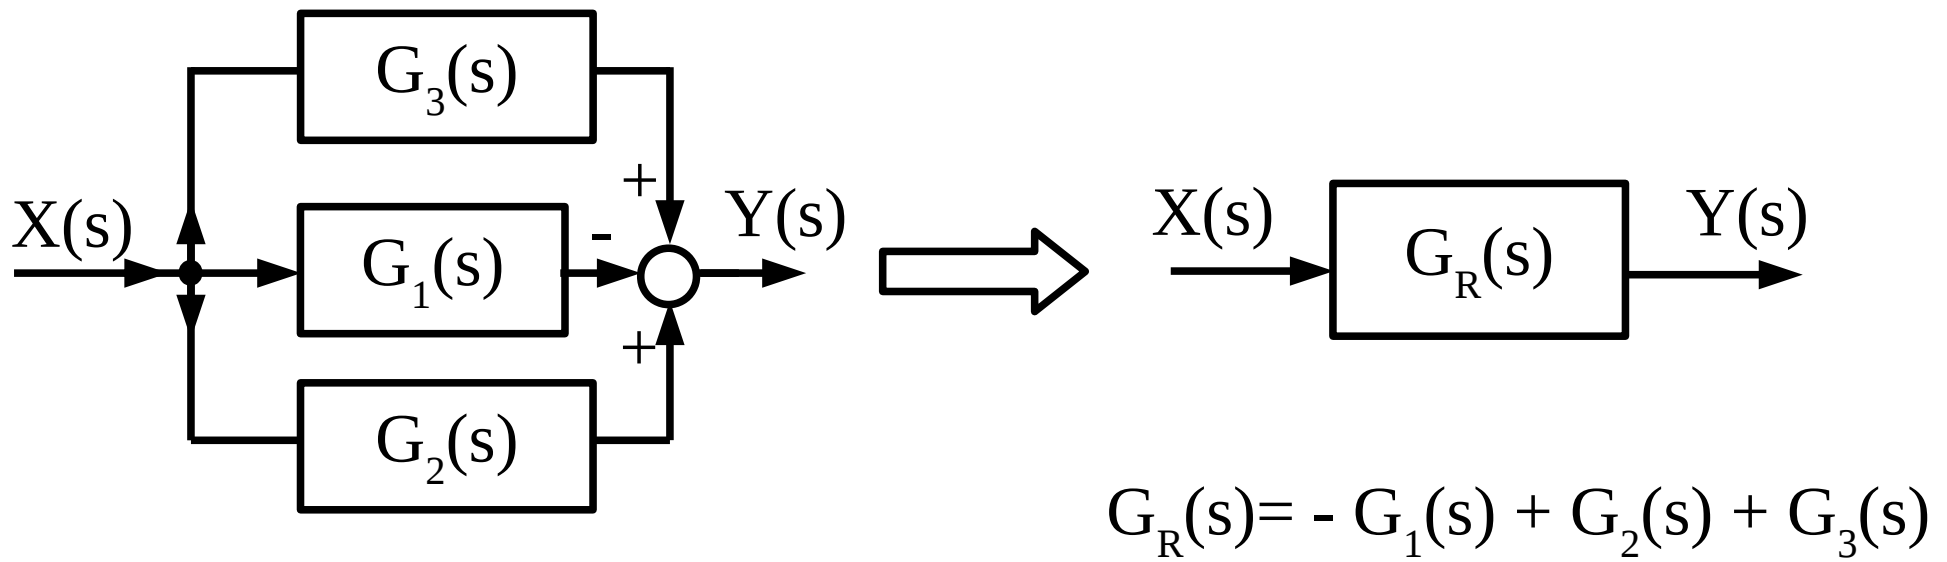 G3(s)
+
X(s)
G1(s)
-
Y(s)
+
G2(s)
X(s)
GR(s)
Y(s)
GR(s)= - G1(s) + G2(s) + G3(s)